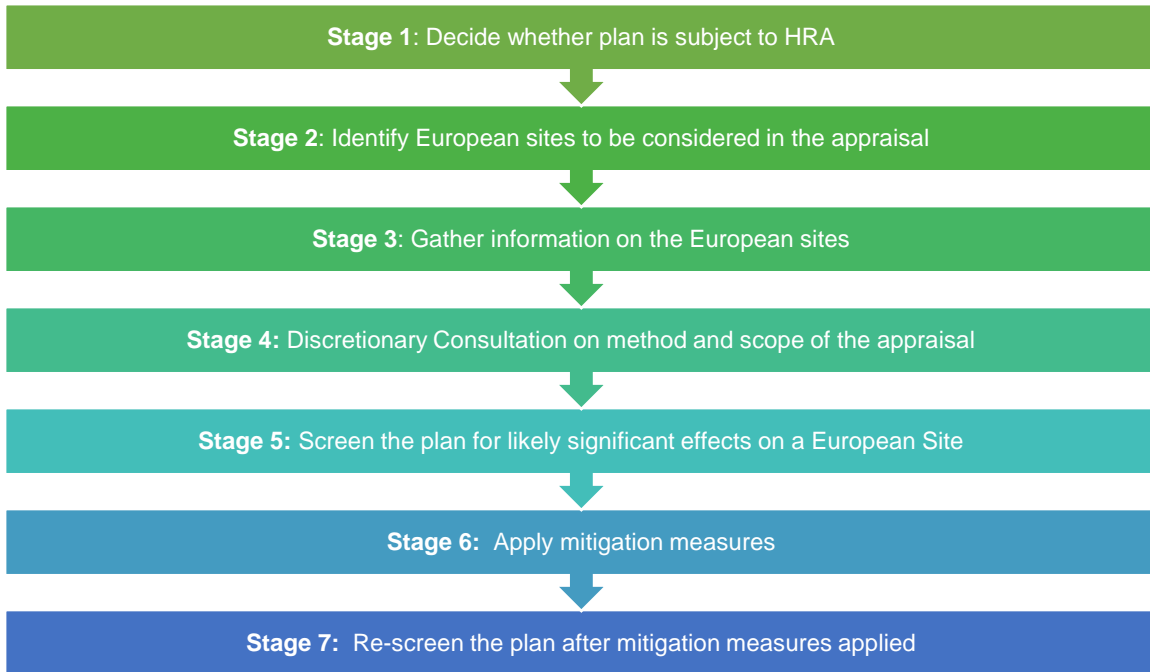 Stage 1: Decide whether plan is subject to HRA
Stage 2: Identify European sites to be considered in the appraisal
Stage 3: Gather information on the European sites
Stage 4: Discretionary Consultation on method and scope of the appraisal
Stage 5: Screen the plan for likely significant effects on a European Site
Stage 6: Apply mitigation measures
Stage 7: Re-screen the plan after mitigation measures applied